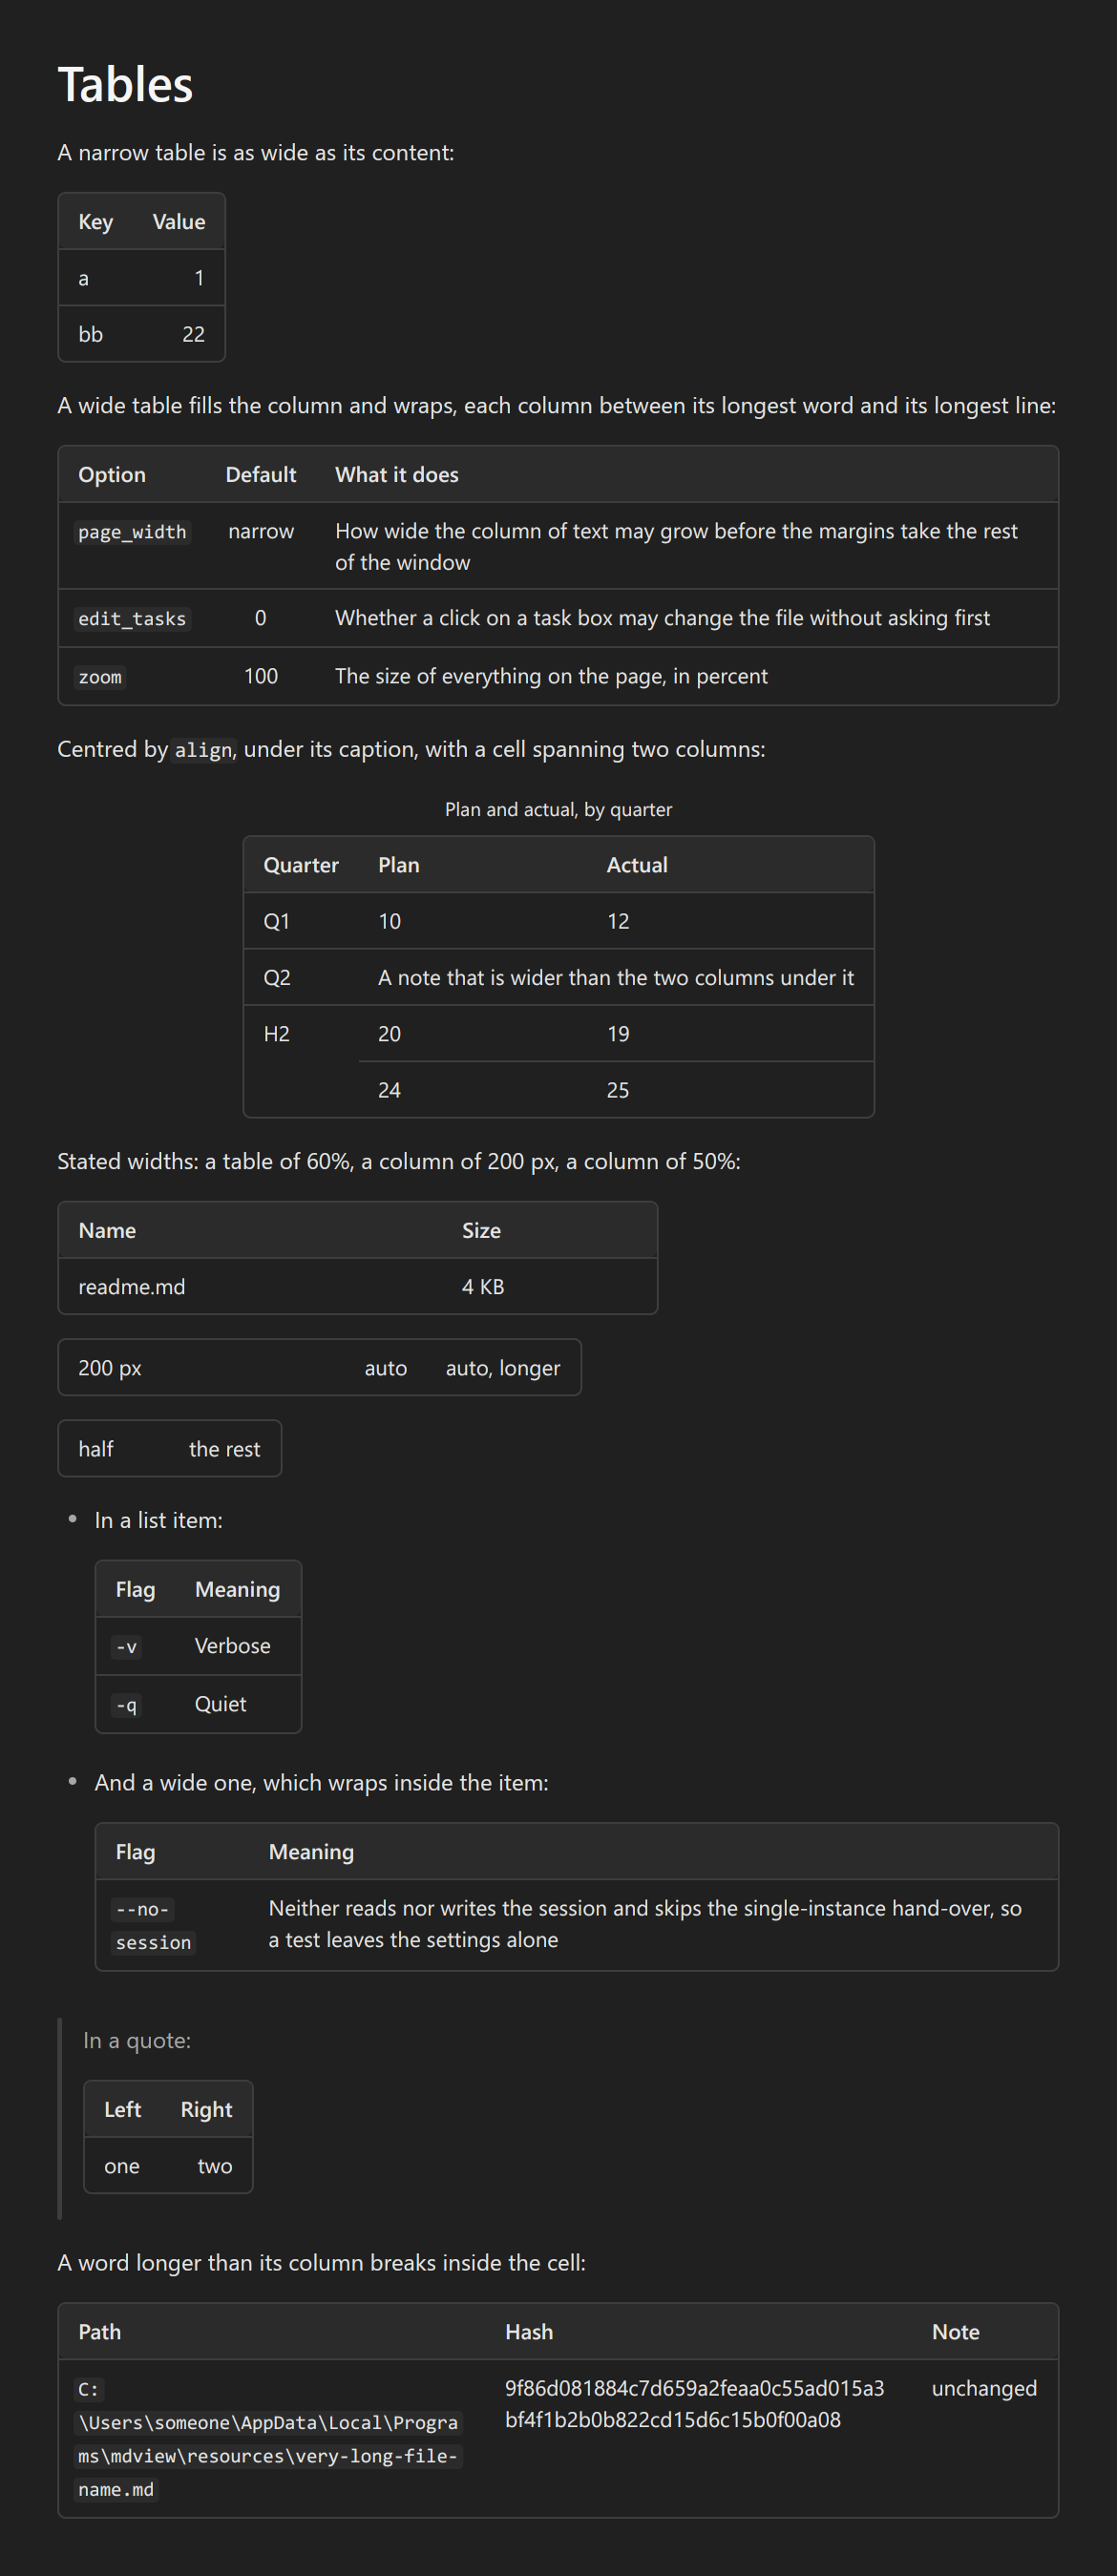 Tables
A narrow table is as wide as its content:
Key Value
a 1
bb 22
A wide table fills the column and wraps, each column between its longest word and its longest line:
Option Default What it does
page_width narrow How wide the column of text may grow before the margins take the rest
of the window
edit_tasks 0 Whether a click on a task box may change the file without asking first
zoom 100 The size of everything on the page, in percent
Centred by align, under its caption, with a cell spanning two columns:
Plan and actual, by quarter
Quarter Plan Actual
Q1 10 12
Q2 A note that is wider than the two columns under it
H2 20 19
24 25
Stated widths: a table of 60%, a column of 200 px, a column of 50%:
Name Size
readme.md 4 KB
200 px auto auto, longer
half the rest
• In a list item:
Flag Meaning
-v Verbose
-q Quiet
• And a wide one, which wraps inside the item:
Flag Meaning
--no- Neither reads nor writes the session and skips the single-instance hand-over, so
session a test leaves the settings alone
In a quote:
Left Right
one two
A word longer than its column breaks inside the cell:
Path Hash Note
C: 9f86d081884c7d659a2feaa0c55ad015a3 unchanged
\Users\someone\AppData\Local\Progra bf4f1b2b0b822cd15d6c15b0f00a08
ms\mdview\resources\very-long-file-
name.md